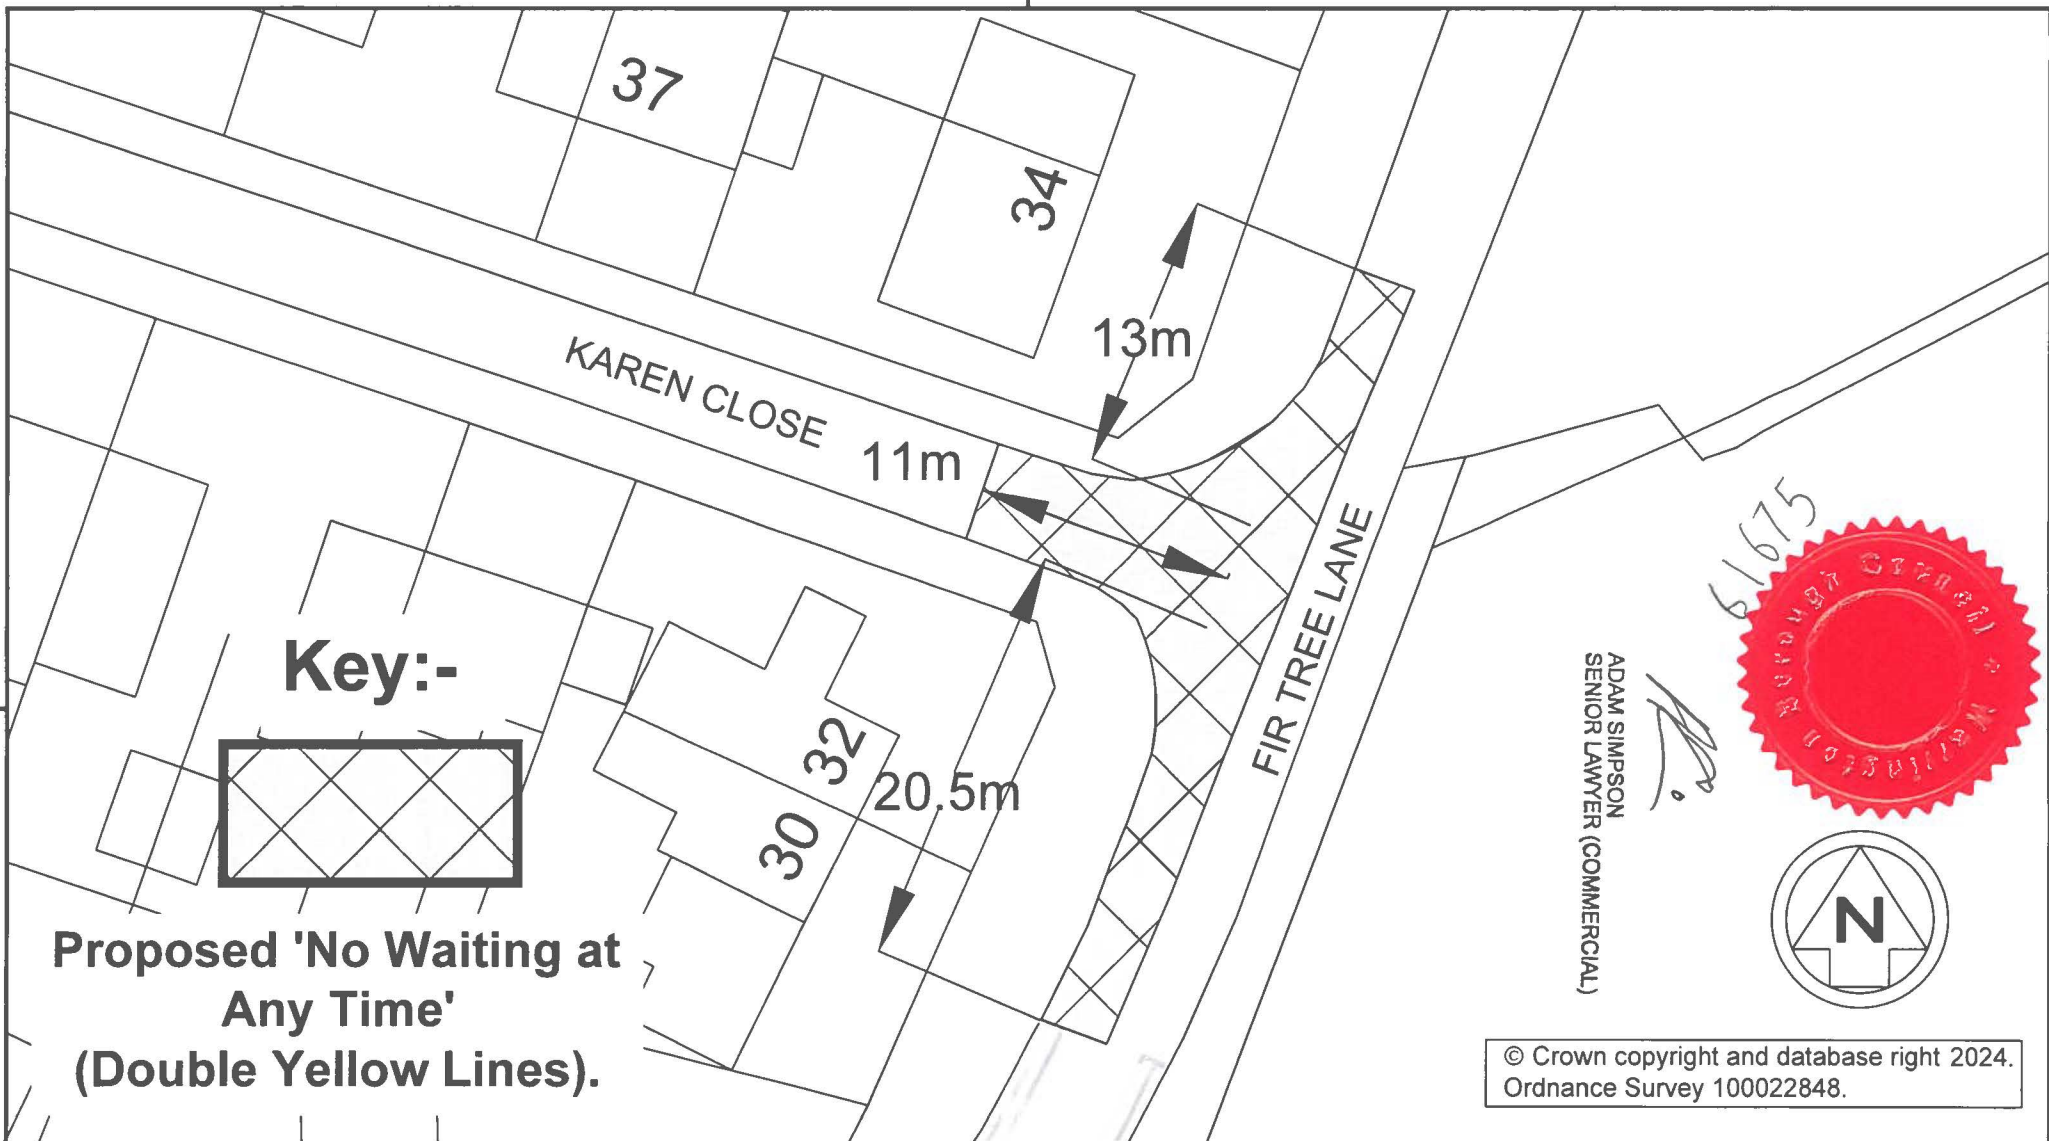 37
34
13m
KAREN CLOSE
11m
FIR TREE LANE
61675
Key:-
32
20.5m
30
Proposed 'No Waiting at
Any Time'
(Double Yellow Lines).
ADAM SIMPSON
SENIOR LAWYER (COMMERCIAL)
Borough Council
N
© Crown copyright and database right 2024.
Ordnance Survey 100022848.